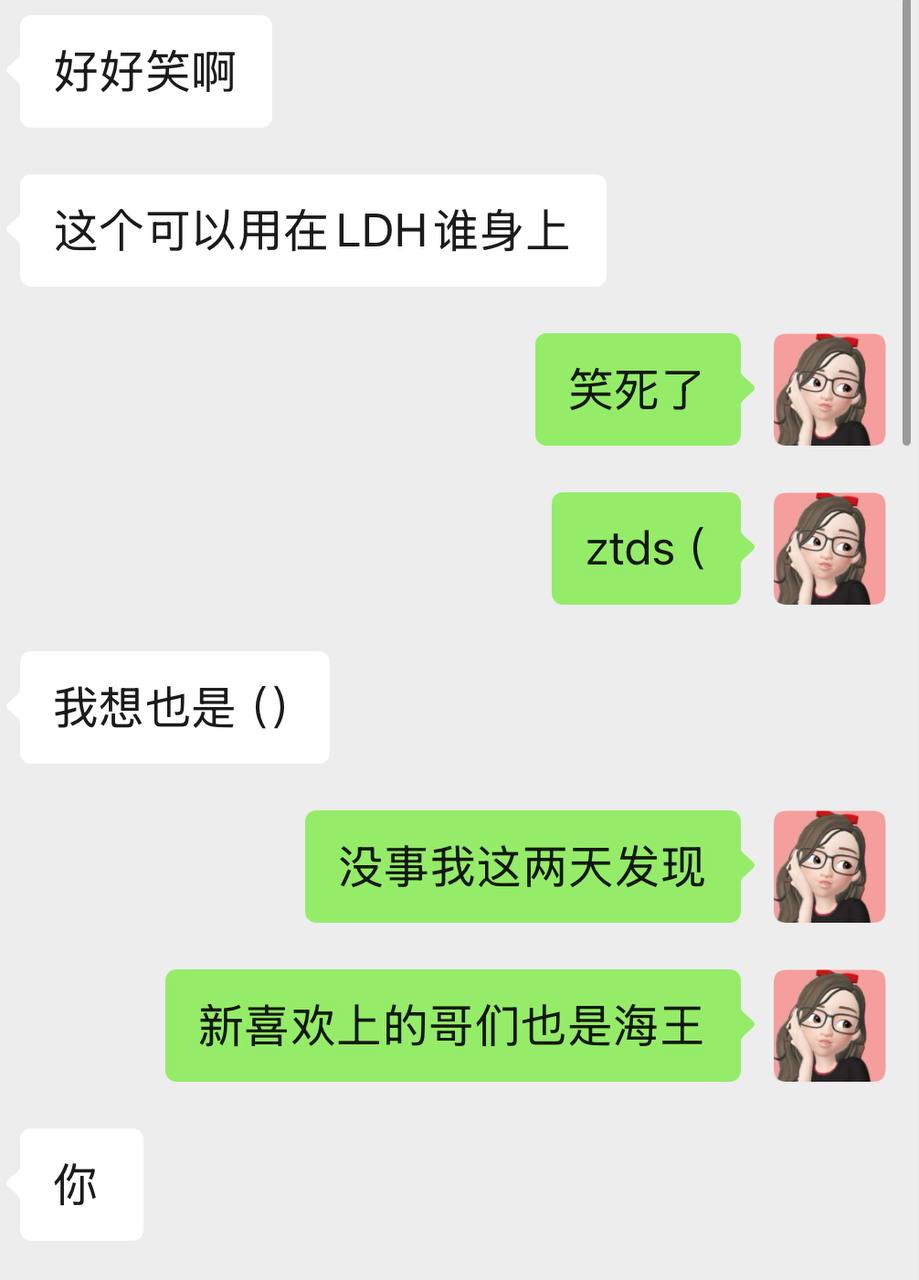 好好笑啊
这个可以用在LDH谁身上
笑死了
ztds（
我想也是（）
没事我这两天发现
新喜欢上的哥们也是海王
你